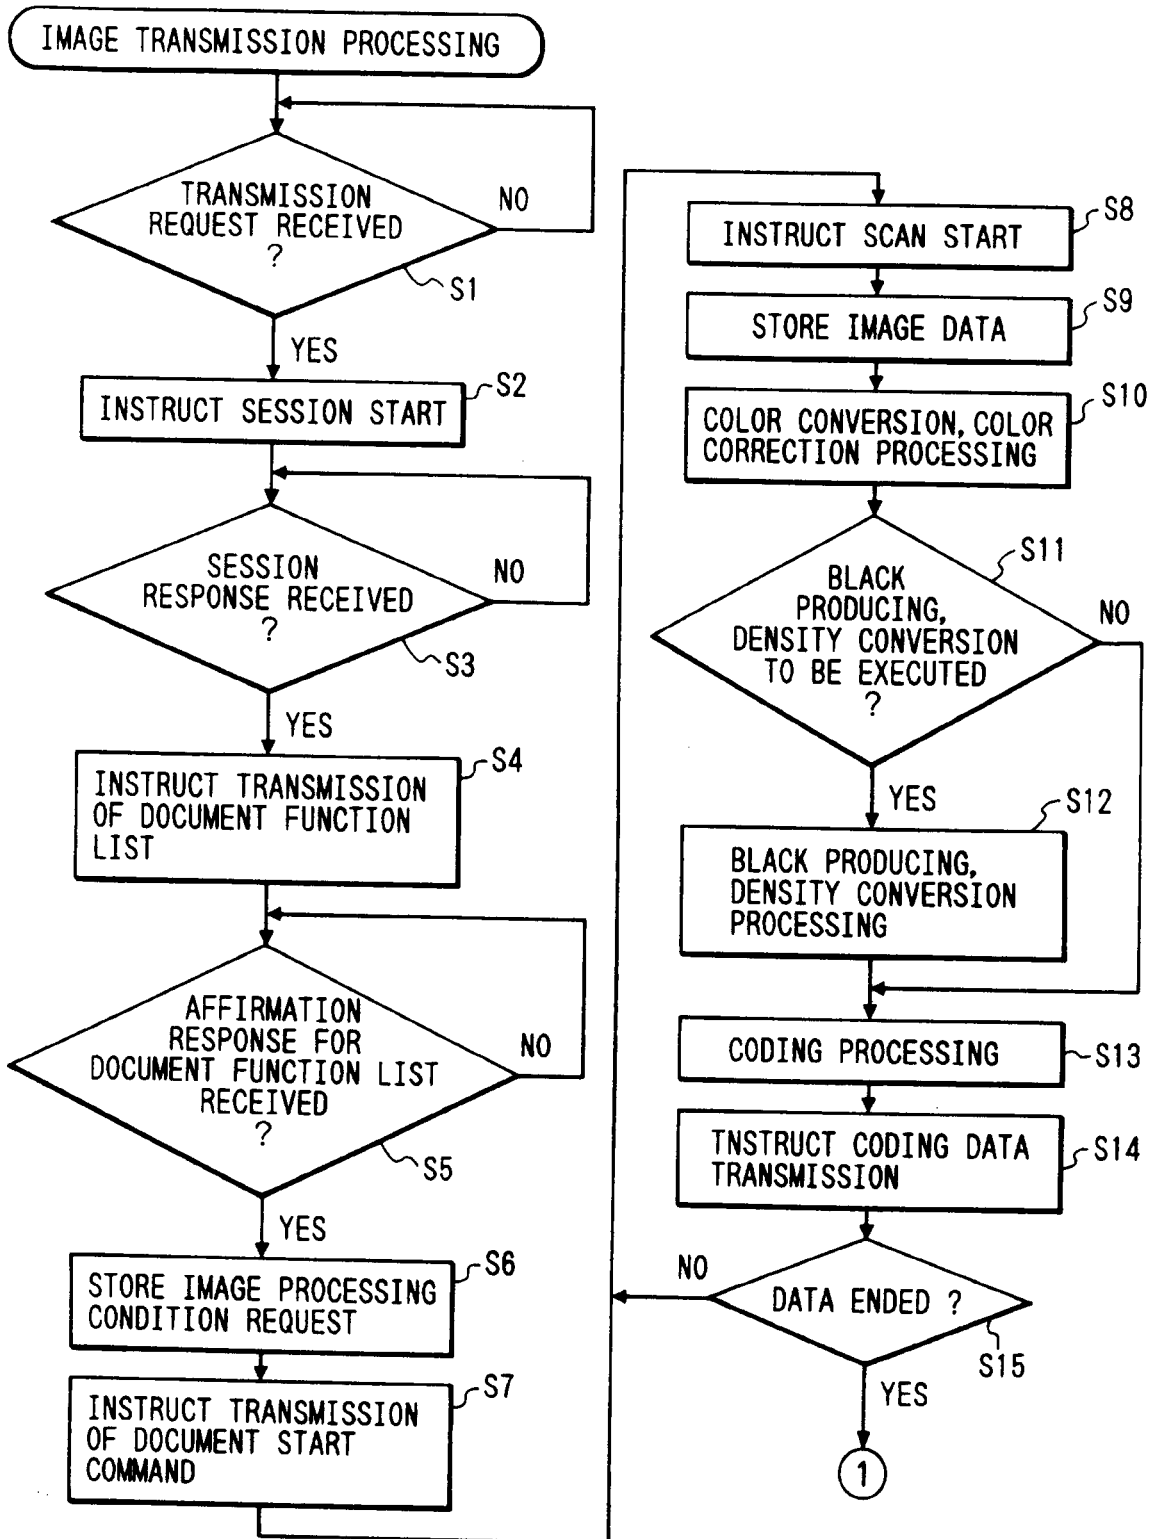 IMAGE TRANSMISSION PROCESSING
TRANSMISSION
REQUEST RECEIVED
?
NO
S1
YES
S2
INSTRUCT SESSION START
SESSION
RESPONSE RECEIVED
?
NO
S3
YES
S4
INSTRUCT TRANSMISSION
OF DOCUMENT FUNCTION
LIST
AFFIRMATION
RESPONSE FOR
DOCUMENT FUNCTION LIST
RECEIVED
?
NO
S5
YES
S6
STORE IMAGE PROCESSING
CONDITION REQUEST
S7
INSTRUCT TRANSMISSION
OF DOCUMENT START
COMMAND
S8
INSTRUCT SCAN START
S9
STORE IMAGE DATA
S10
COLOR CONVERSION, COLOR
CORRECTION PROCESSING
S11
BLACK
PRODUCING,
DENSITY CONVERSION
TO BE EXECUTED
?
NO
YES
S12
BLACK PRODUCING,
DENSITY CONVERSION
PROCESSING
CODING PROCESSING
S13
TNSTRUCT CODING DATA
TRANSMISSION
S14
NO
DATA ENDED ?
S15
YES
1